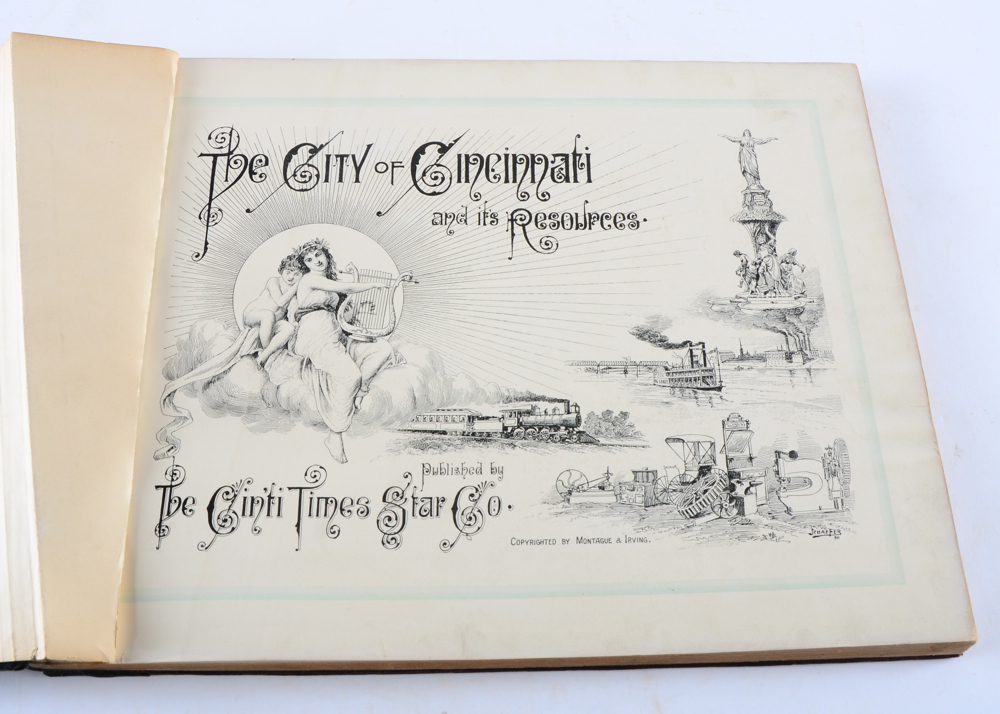 The City of Cincinnati
and its Resources.
Published by
The Cin'ti Times Star Co.
Copyrighted by Montague & Irving.
Schaefer